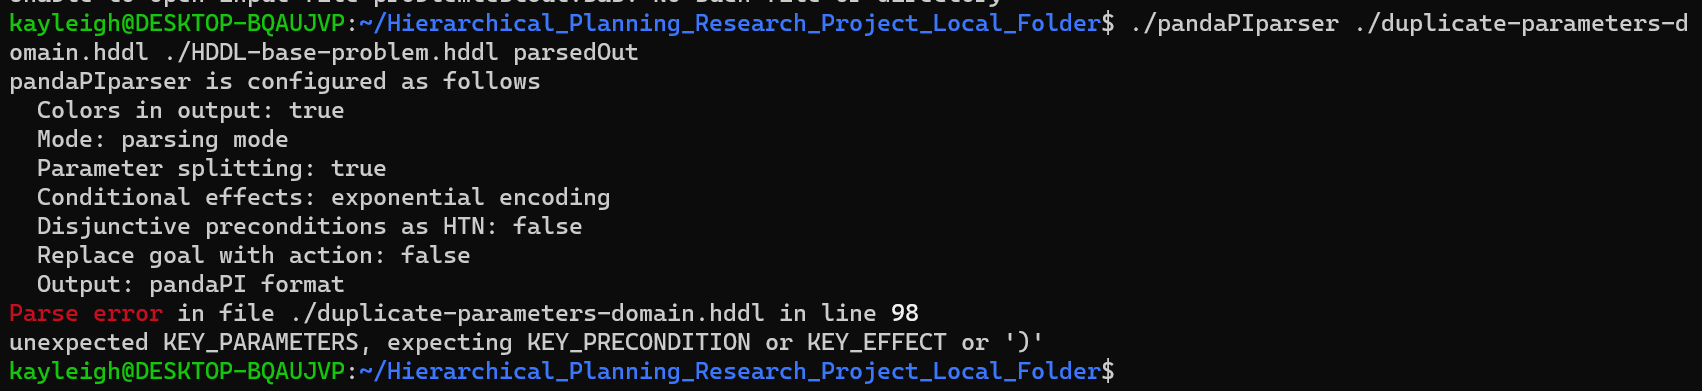 kayleigh@DESKTOP-BQAUJVP:~/Hierarchical_Planning_Research_Project_Local_Folder$ ./pandaPIparser ./duplicate-parameters-d
omain.hddl ./HDDL-base-problem.hddl parsedOut
pandaPIparser is configured as follows
  Colors in output: true
  Mode: parsing mode
  Parameter splitting: true
  Conditional effects: exponential encoding
  Disjunctive preconditions as HTN: false
  Replace goal with action: false
  Output: pandaPI format
Parse error in file ./duplicate-parameters-domain.hddl in line 98
unexpected KEY_PARAMETERS, expecting KEY_PRECONDITION or KEY_EFFECT or ')'
kayleigh@DESKTOP-BQAUJVP:~/Hierarchical_Planning_Research_Project_Local_Folder$